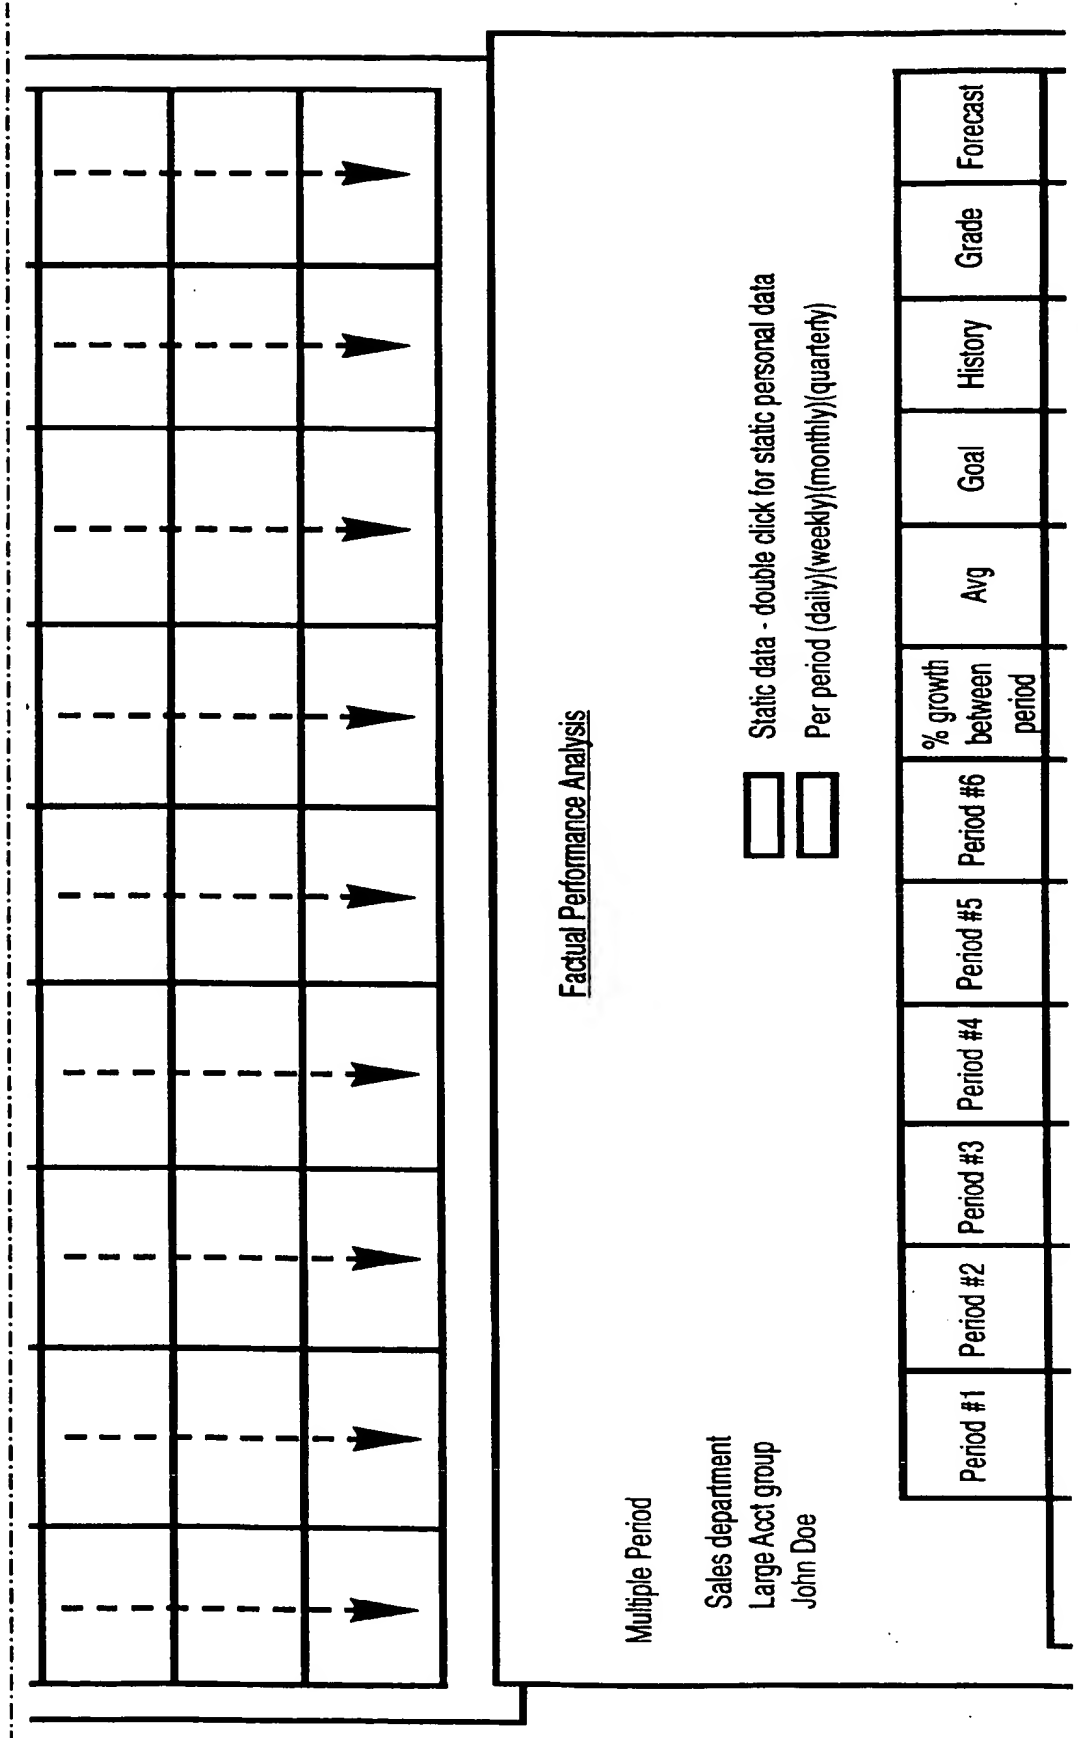 Factual Performance Analysis
Multiple Period
Sales department
Large Acct group
John Doe
Static data - double click for static personal data
Per period (daily)(weekly)(monthly)(quarterly)
Period #1
Period #2
Period #3
Period #4
Period #5
Period #6
% growth
between
period
Avg
Goal
History
Grade
Forecast